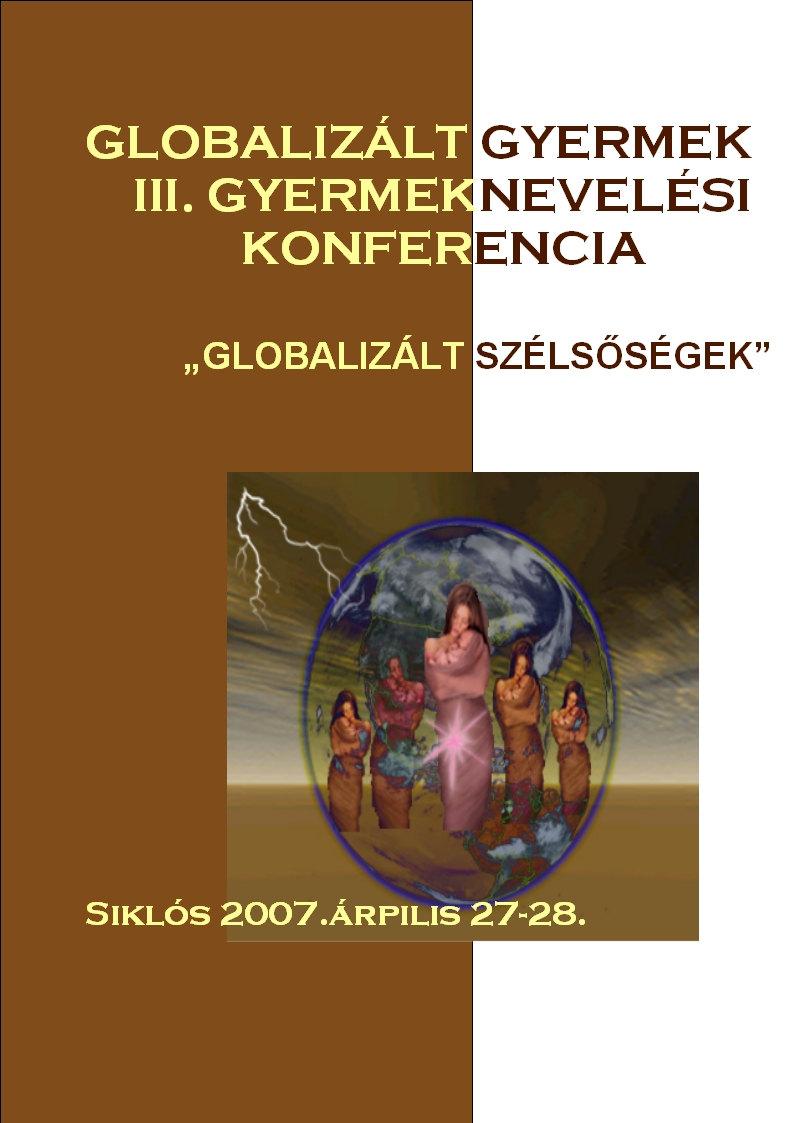 GLOBALIZÁLT GYERMEK
III. GYERMEKNEVELÉSI
KONFERENCIA
„GLOBALIZÁLT SZÉLSŐSÉGEK”
SIKLÓS 2007.ÁRPILIS 27-28.